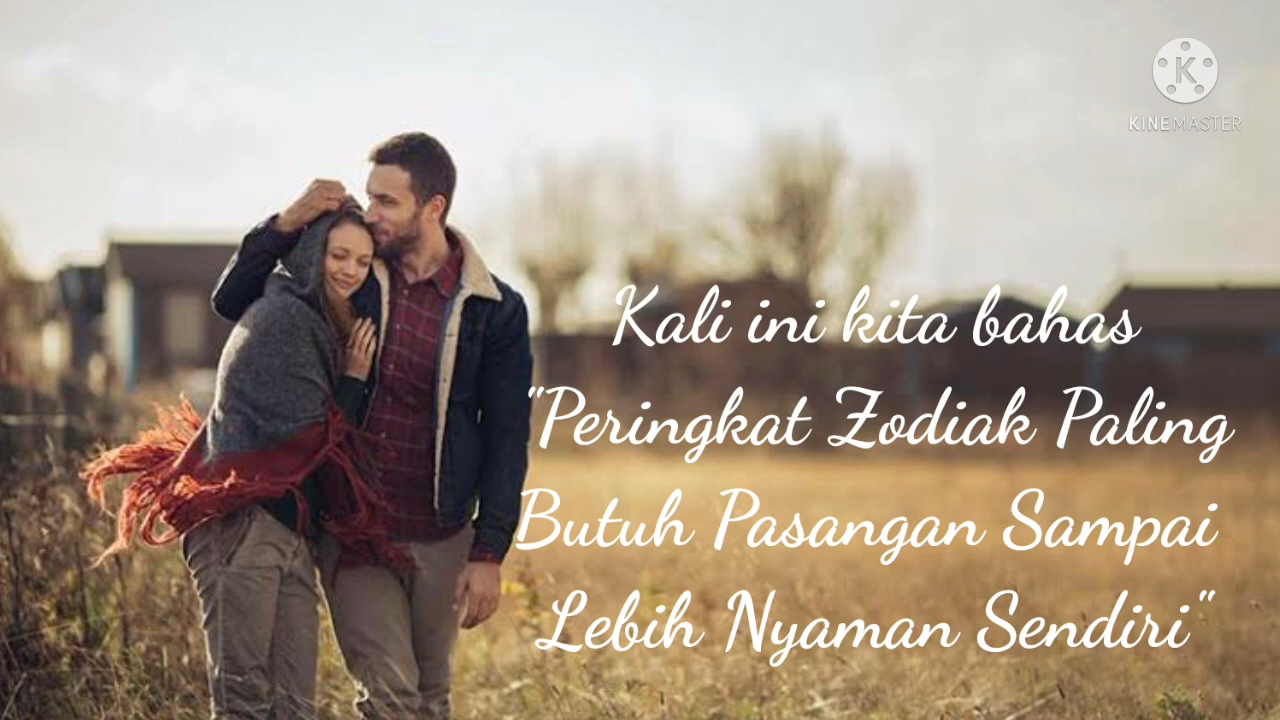 K
KINEMASTER
Kali ini kita bahas
"Peringkat Zodiak Paling
Butuh Pasangan Sampai
Lebih Nyaman Sendiri"